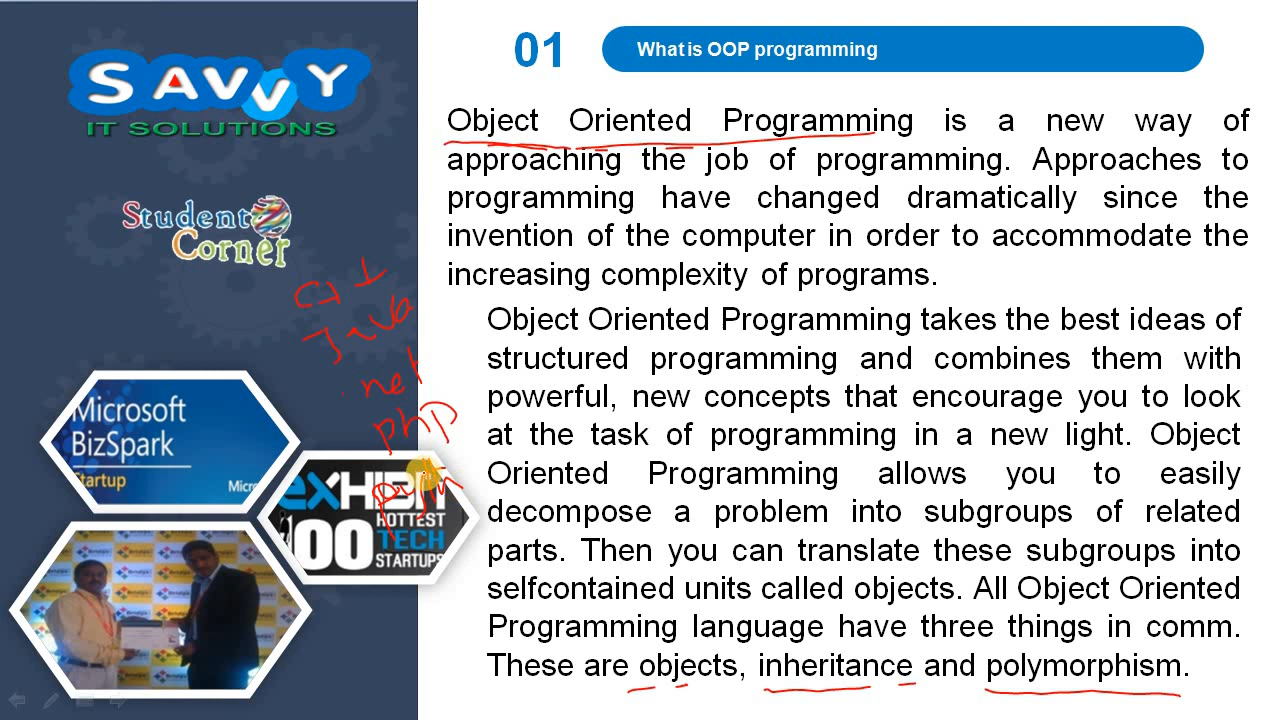 SAVVY
IT SOLUTIONS
Student
Corner
Microsoft
BizSpark
Startup
Micros
eXHIBIT
100
HOTTEST
TECH
STARTUPS
Java
.net
php
01
What is OOP programming
Object Oriented Programming is a new way of
approaching the job of programming. Approaches to
programming have changed dramatically since the
invention of the computer in order to accommodate the
increasing complexity of programs.
Object Oriented Programming takes the best ideas of
structured programming and combines them with
powerful, new concepts that encourage you to look
at the task of programming in a new light. Object
Oriented Programming allows you to easily
decompose a problem into subgroups of related
parts. Then you can translate these subgroups into
selfcontained units called objects. All Object Oriented
Programming language have three things in comm.
These are objects, inheritance and polymorphism.